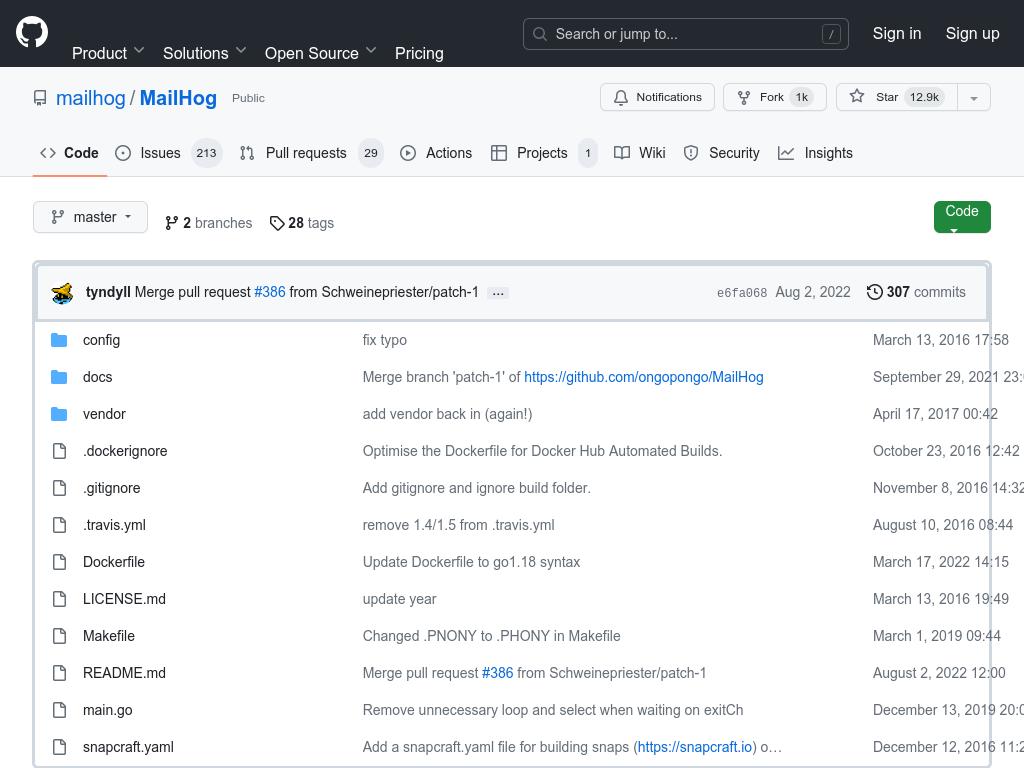 Product Solutions Open Source Pricing Search or jump to... / Sign in Sign up
mailhog / MailHog Public Notifications Fork 1k Star 12.9k
Code Issues 213 Pull requests 29 Actions Projects 1 Wiki Security Insights
master 2 branches 28 tags Code
tyndyll Merge pull request #386 from Schweinepriester/patch-1 ... e6fa068 Aug 2, 2022 307 commits
config fix typo March 13, 2016 17:58
docs Merge branch 'patch-1' of https://github.com/ongopongo/MailHog September 29, 2021 23:
vendor add vendor back in (again!) April 17, 2017 00:42
.dockerignore Optimise the Dockerfile for Docker Hub Automated Builds. October 23, 2016 12:42
.gitignore Add gitignore and ignore build folder. November 8, 2016 14:32
.travis.yml remove 1.4/1.5 from .travis.yml August 10, 2016 08:44
Dockerfile Update Dockerfile to go1.18 syntax March 17, 2022 14:15
LICENSE.md update year March 13, 2016 19:49
Makefile Changed .PNONY to .PHONY in Makefile March 1, 2019 09:44
README.md Merge pull request #386 from Schweinepriester/patch-1 August 2, 2022 12:00
main.go Remove unnecessary loop and select when waiting on exitCh December 13, 2019 20:0
snapcraft.yaml Add a snapcraft.yaml file for building snaps (https://snapcraft.io) o… December 12, 2016 11:2